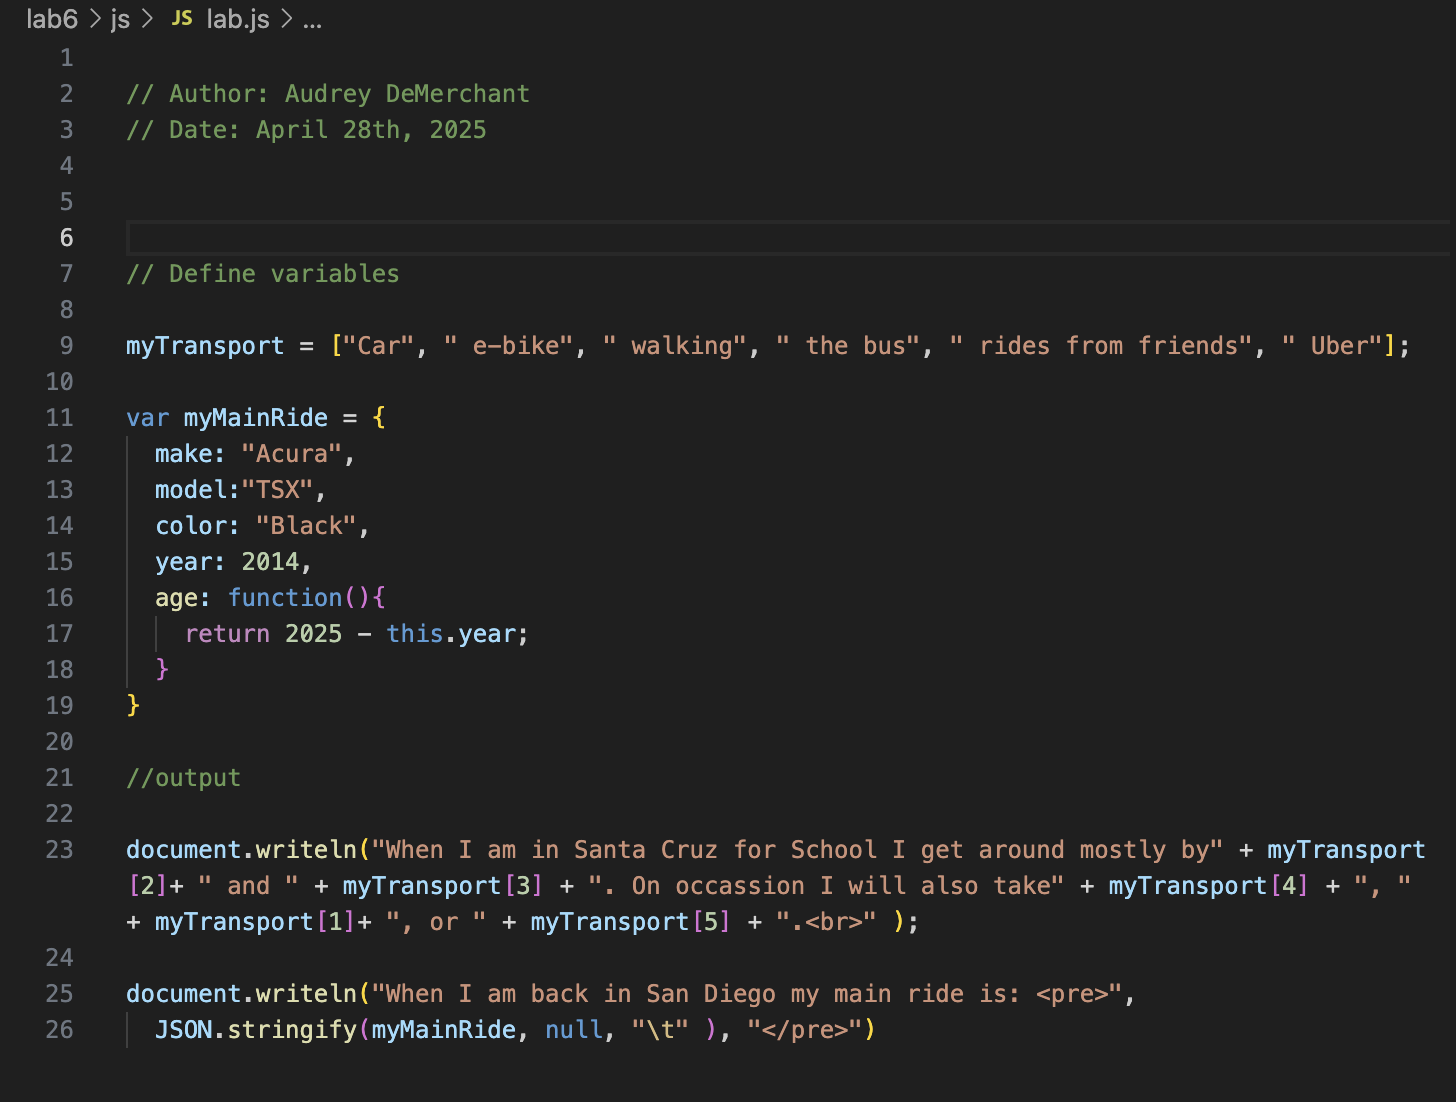 lab6 > js > JS lab.js > ...
1
2 // Author: Audrey DeMerchant
3 // Date: April 28th, 2025
4
5
6
7 // Define variables
8
9 myTransport = ["Car", " e-bike", " walking", " the bus", " rides from friends", " Uber"];
10
11 var myMainRide = {
12   make: "Acura",
13   model:"TSX",
14   color: "Black",
15   year: 2014,
16   age: function(){
17     return 2025 - this.year;
18   }
19 }
20
21 //output
22
23 document.writeln("When I am in Santa Cruz for School I get around mostly by" + myTransport
[2]+ " and " + myTransport[3] + ". On occassion I will also take" + myTransport[4] + ", "
+ myTransport[1]+ ", or " + myTransport[5] + ".<br>" );
24
25 document.writeln("When I am back in San Diego my main ride is: <pre>",
26   JSON.stringify(myMainRide, null, "\t" ), "</pre>")